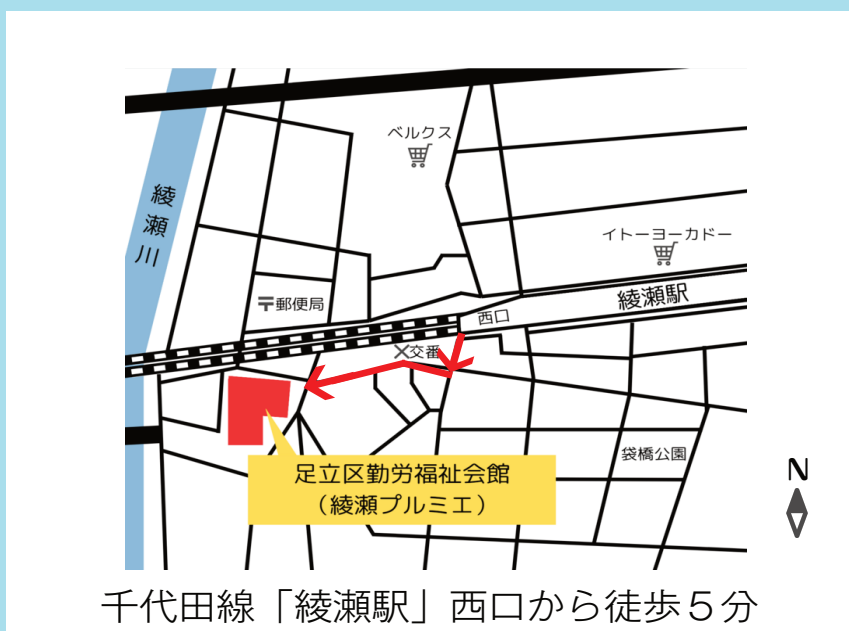 ベルクス
綾瀬川
イトーヨーカドー
綾瀬駅
〒郵便局
西口
交番
袋橋公園
足立区勤労福祉会館
（綾瀬プルミエ）
N
千代田線「綾瀬駅」西口から徒歩５分